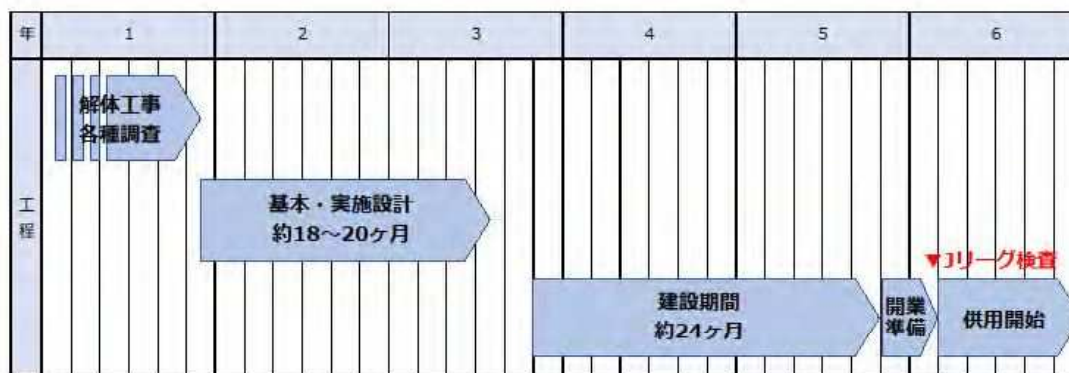 年 1 2 3 4 5 6
工程
解体工事
各種調査
基本・実施設計
約18～20ヶ月
▼Jリーグ検査
建設期間
約24ヶ月
開業
準備
供用開始